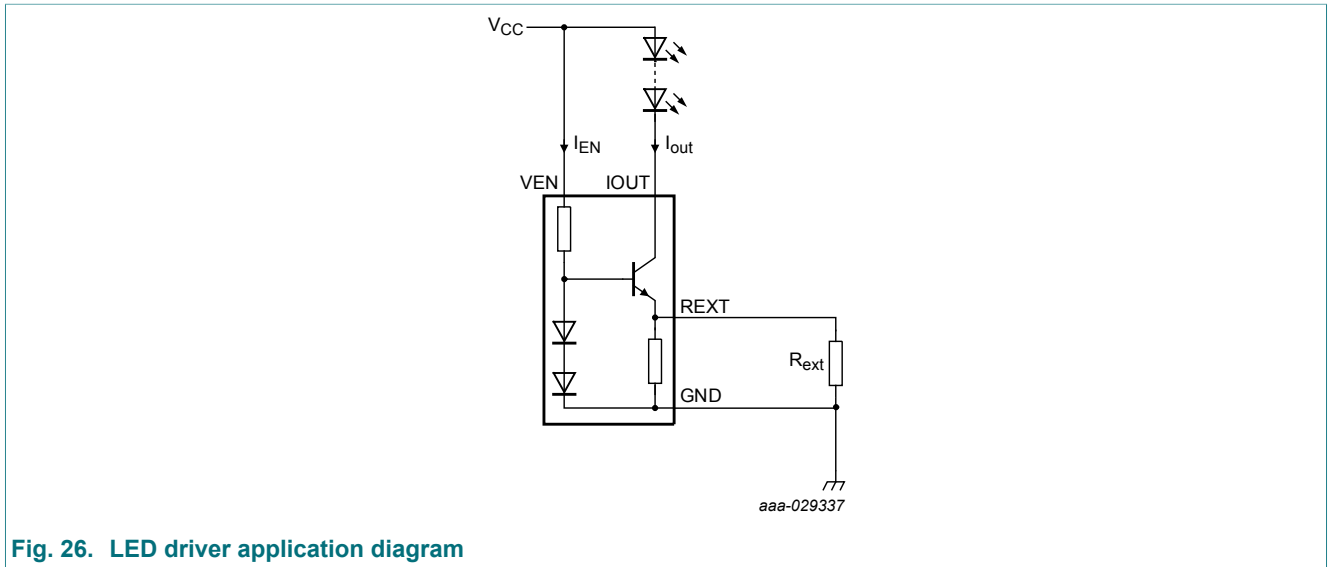 VCC
IEN
Iout
VEN IOUT
REXT
Rext
GND
aaa-029337
Fig. 26. LED driver application diagram